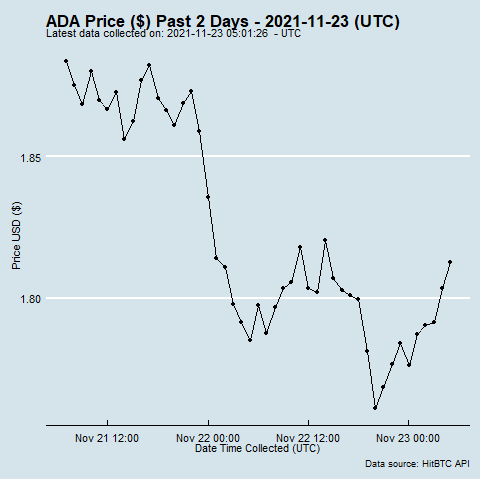 ADA Price ($) Past 2 Days - 2021-11-23 (UTC)
Latest data collected on: 2021-11-23 05:01:26 - UTC
1.85
Price USD ($)
1.80
Nov 21 12:00 Nov 22 00:00 Nov 22 12:00 Nov 23 00:00
Date Time Collected (UTC)
Data source: HitBTC API